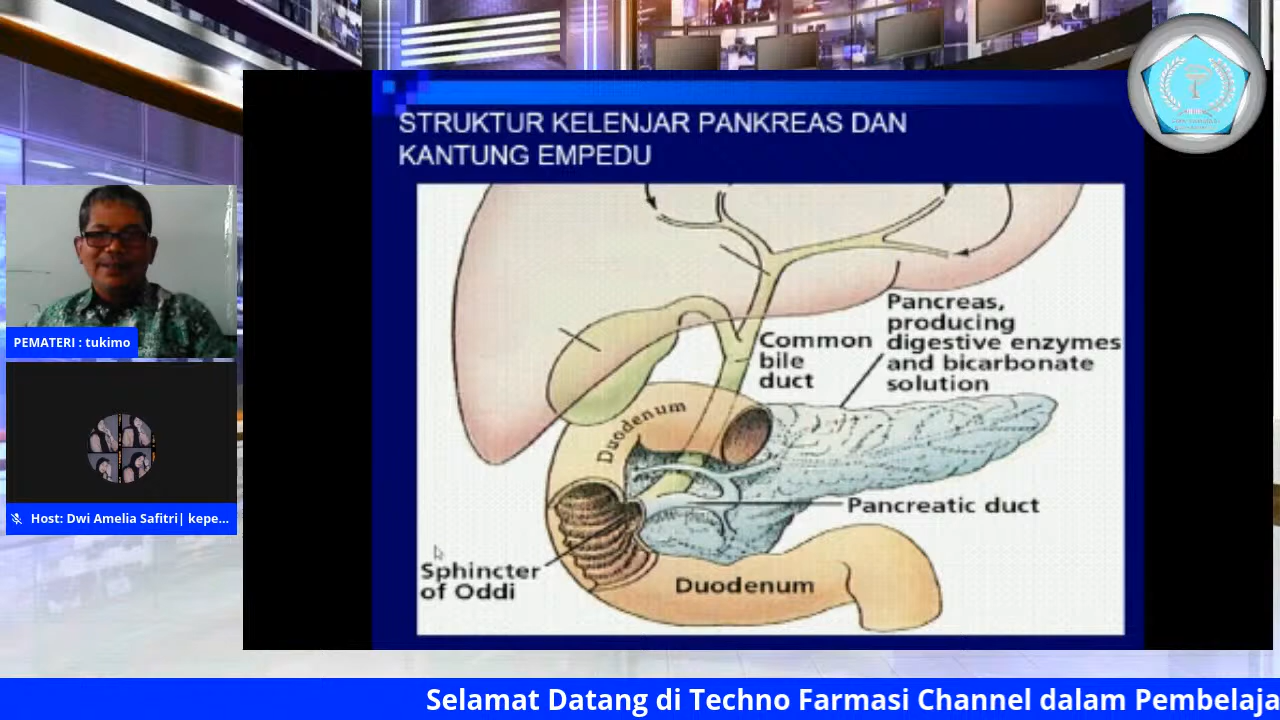 STRUKTUR KELENJAR PANKREAS DAN
KANTUNG EMPEDU
Pancreas,
producing
digestive enzymes
and bicarbonate
solution
Common
bile
duct
Duodenum
Pancreatic duct
Sphincter
of Oddi
Duodenum
PEMATERI : tukimo
Host: Dwi Amelia Safitri| kepe...
Selamat Datang di Techno Farmasi Channel dalam Pembelaja